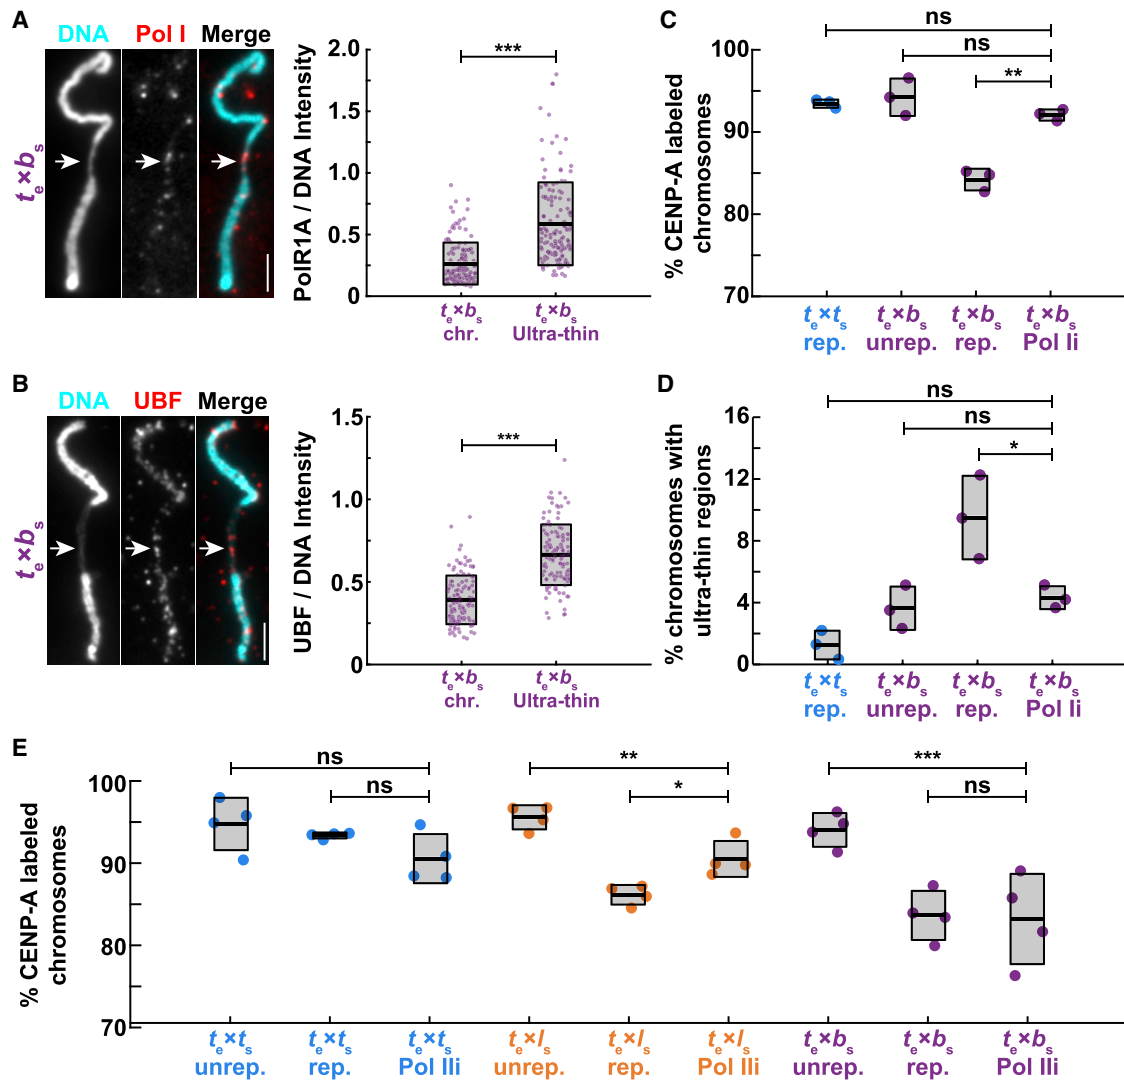 A
DNA Pol I Merge
tₑ×bₛ
PolR1A / DNA Intensity
2.0
1.5
1.0
0.5
0
***
tₑ×bₛ tₑ×bₛ
chr. Ultra-thin
B
DNA UBF Merge
tₑ×bₛ
UBF / DNA Intensity
1.5
1.0
0.5
0
***
tₑ×bₛ tₑ×bₛ
chr. Ultra-thin
C
% CENP-A labeled
chromosomes
100
90
80
70
ns
ns
**
tₑ×tₛ tₑ×bₛ tₑ×bₛ tₑ×bₛ
rep. unrep. rep. Pol Ii
D
% chromosomes with
ultra-thin regions
16
12
8
4
0
ns
ns
*
tₑ×tₛ tₑ×bₛ tₑ×bₛ tₑ×bₛ
rep. unrep. rep. Pol Ii
E
% CENP-A labeled
chromosomes
100
90
80
70
ns ** ***
ns * ns
tₑ×tₛ tₑ×tₛ tₑ×tₛ tₑ×lₛ tₑ×lₛ tₑ×lₛ tₑ×bₛ tₑ×bₛ tₑ×bₛ
unrep. rep. Pol IIi unrep. rep. Pol IIi unrep. rep. Pol IIi